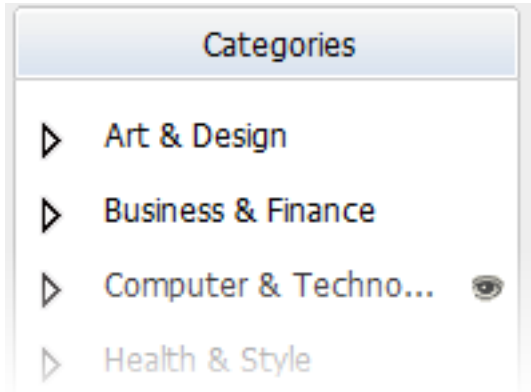 Categories
Art & Design
Business & Finance
Computer & Techno...
Health & Style